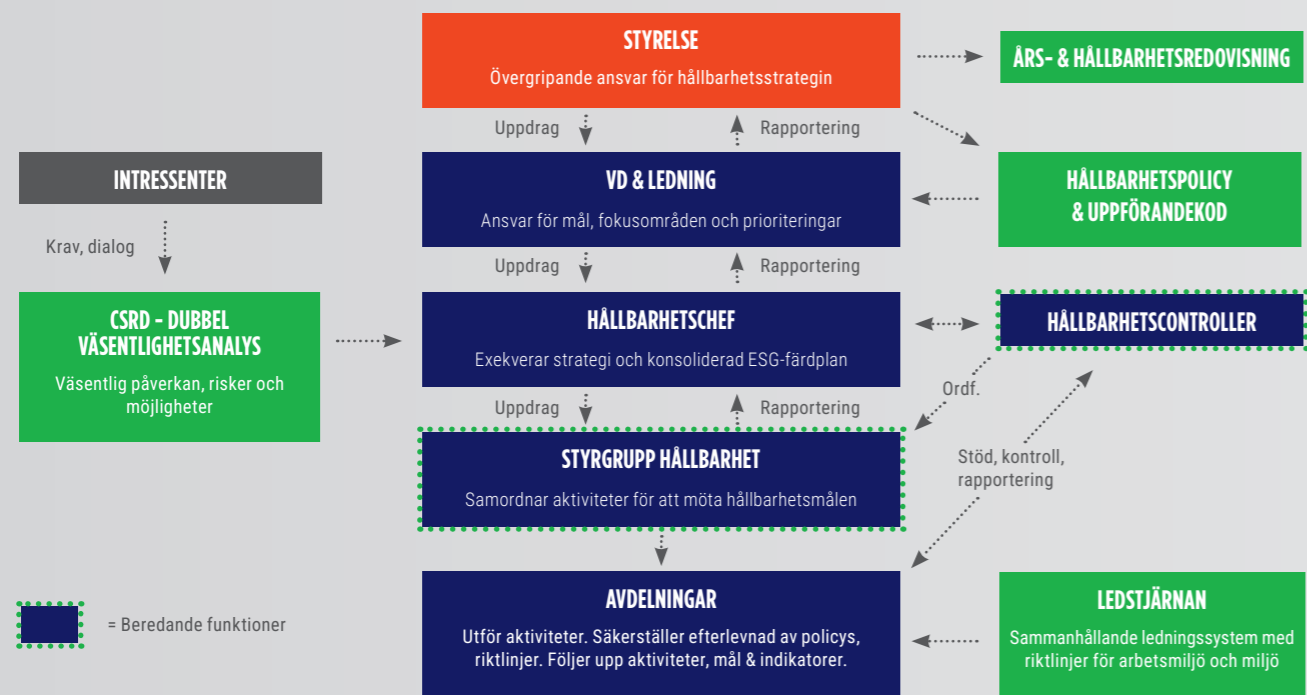 STYRELSE
Övergripande ansvar för hållbarhetsstrategin
ÅRS- & HÅLLBARHETSREDOVISNING
Uppdrag
Rapportering
INTRESSENTER
VD & LEDNING
Ansvar för mål, fokusområden och prioriteringar
HÅLLBARHETSPOLICY
& UPPFÖRANDEKOD
Krav, dialog
Uppdrag
Rapportering
CSRD - DUBBEL
VÄSENTLIGHETSANALYS
Väsentlig påverkan, risker och
möjligheter
HÅLLBARHETSCHEF
Exekverar strategi och konsoliderad ESG-färdplan
HÅLLBARHETSCONTROLLER
Uppdrag
Rapportering
Ordf.
STYRGRUPP HÅLLBARHET
Samordnar aktiviteter för att möta hållbarhetsmålen
Stöd, kontroll,
rapportering
= Beredande funktioner
AVDELNINGAR
Utför aktiviteter. Säkerställer efterlevnad av policys,
riktlinjer. Följer upp aktiviteter, mål & indikatorer.
LEDSTJÄRNAN
Sammanhållande ledningssystem med
riktlinjer för arbetsmiljö och miljö